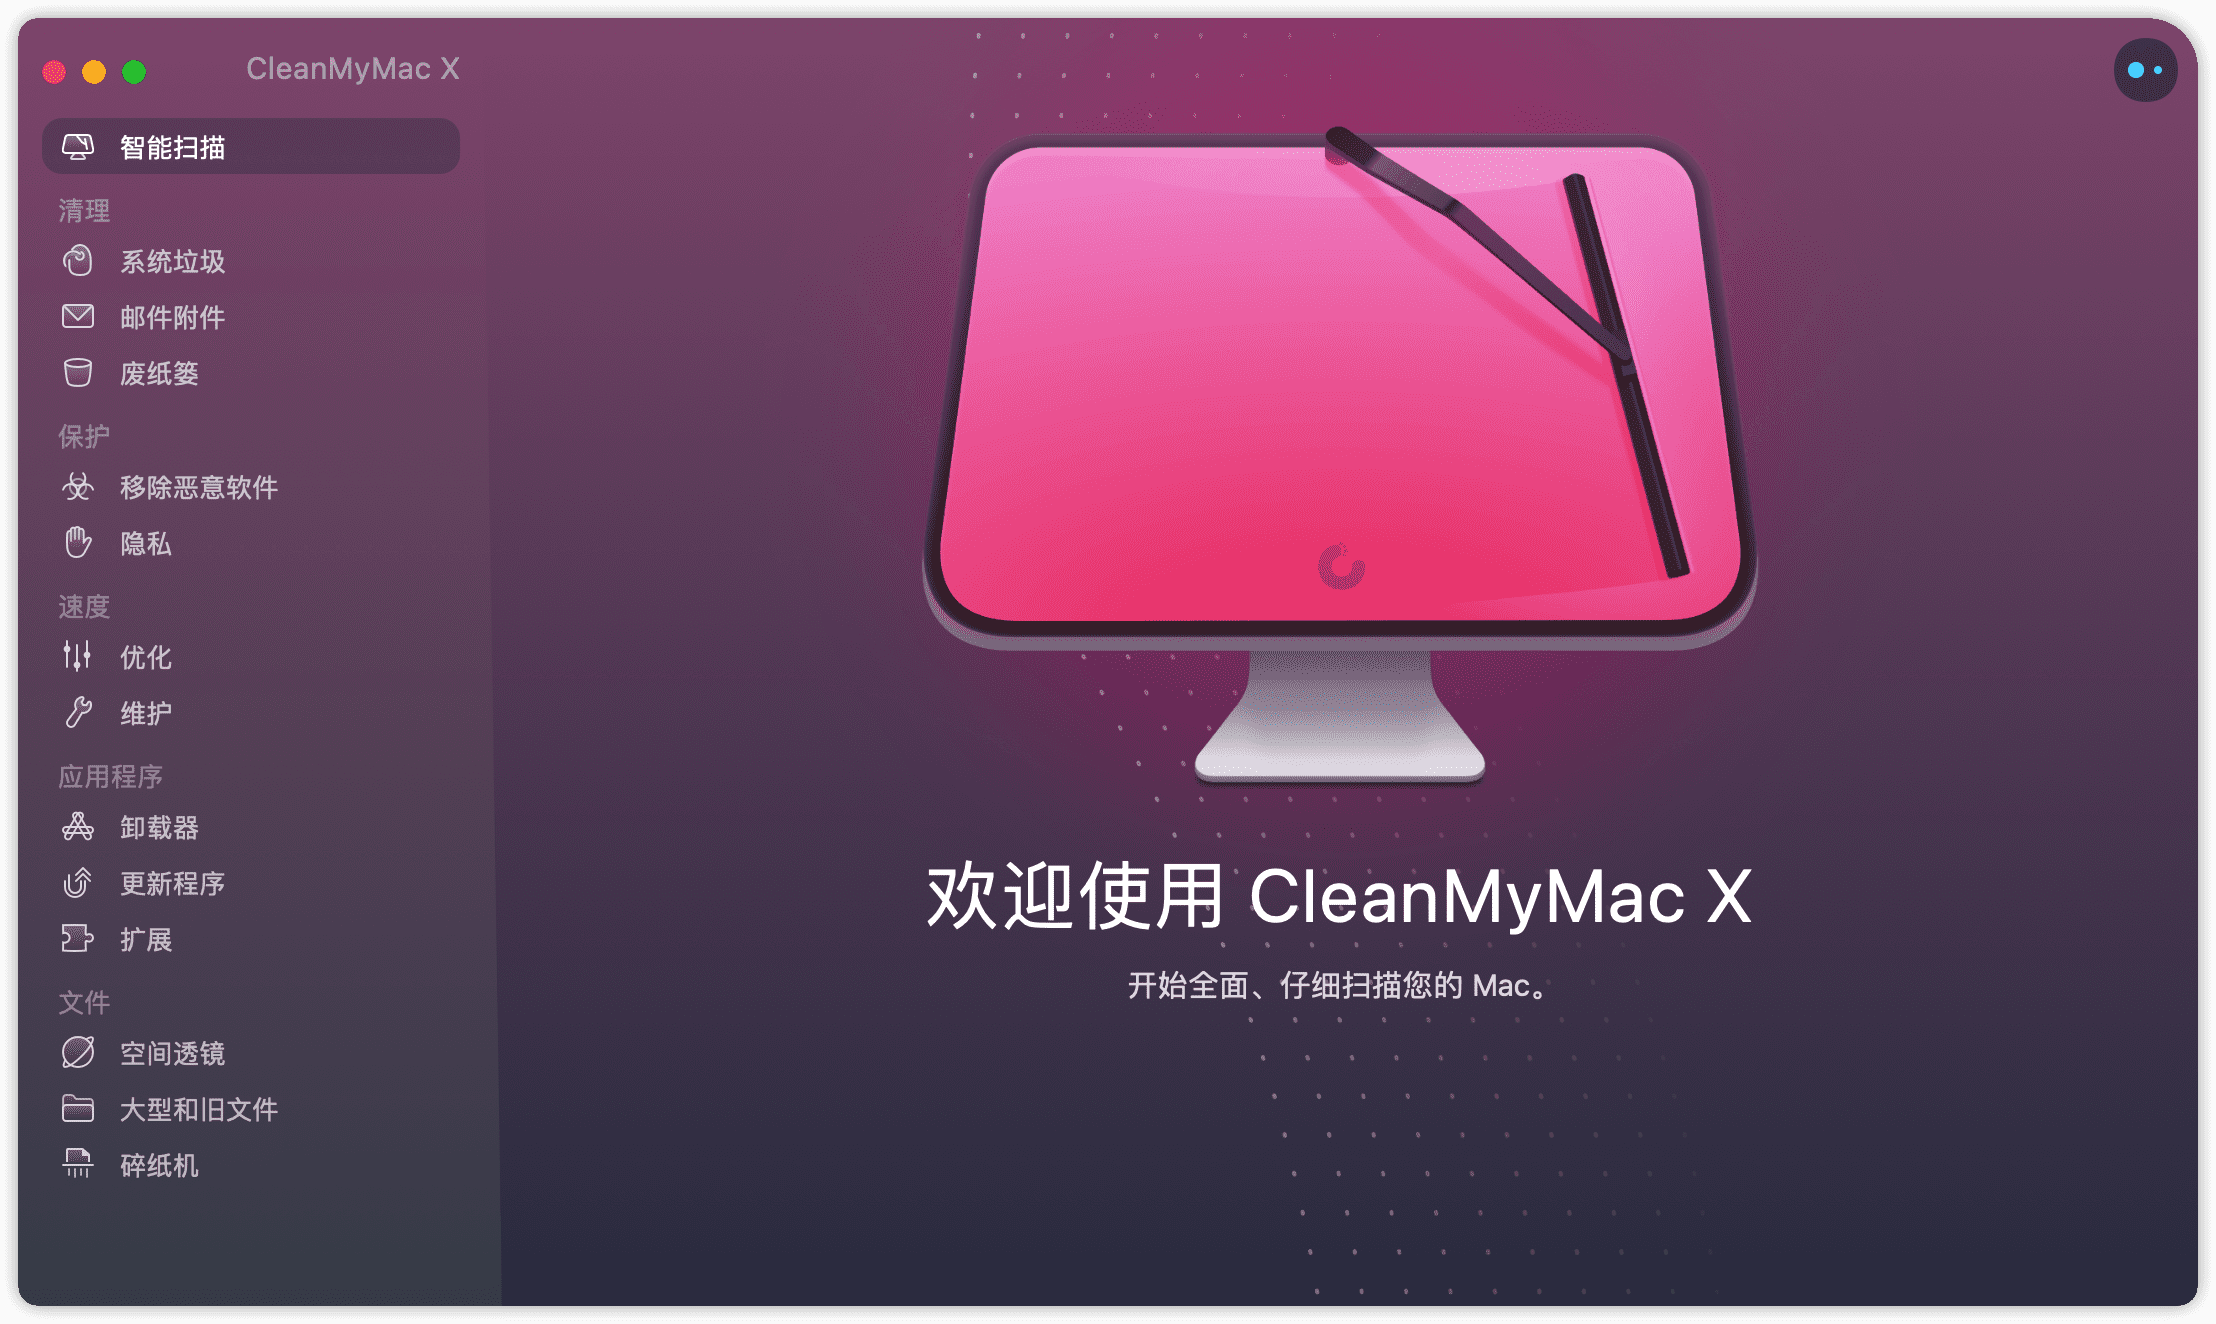 CleanMyMac X
智能扫描
清理
系统垃圾
邮件附件
废纸篓
保护
移除恶意软件
隐私
速度
优化
维护
应用程序
卸载器
更新程序
扩展
文件
空间透镜
大型和旧文件
碎纸机
欢迎使用 CleanMyMac X
开始全面、仔细扫描您的 Mac。